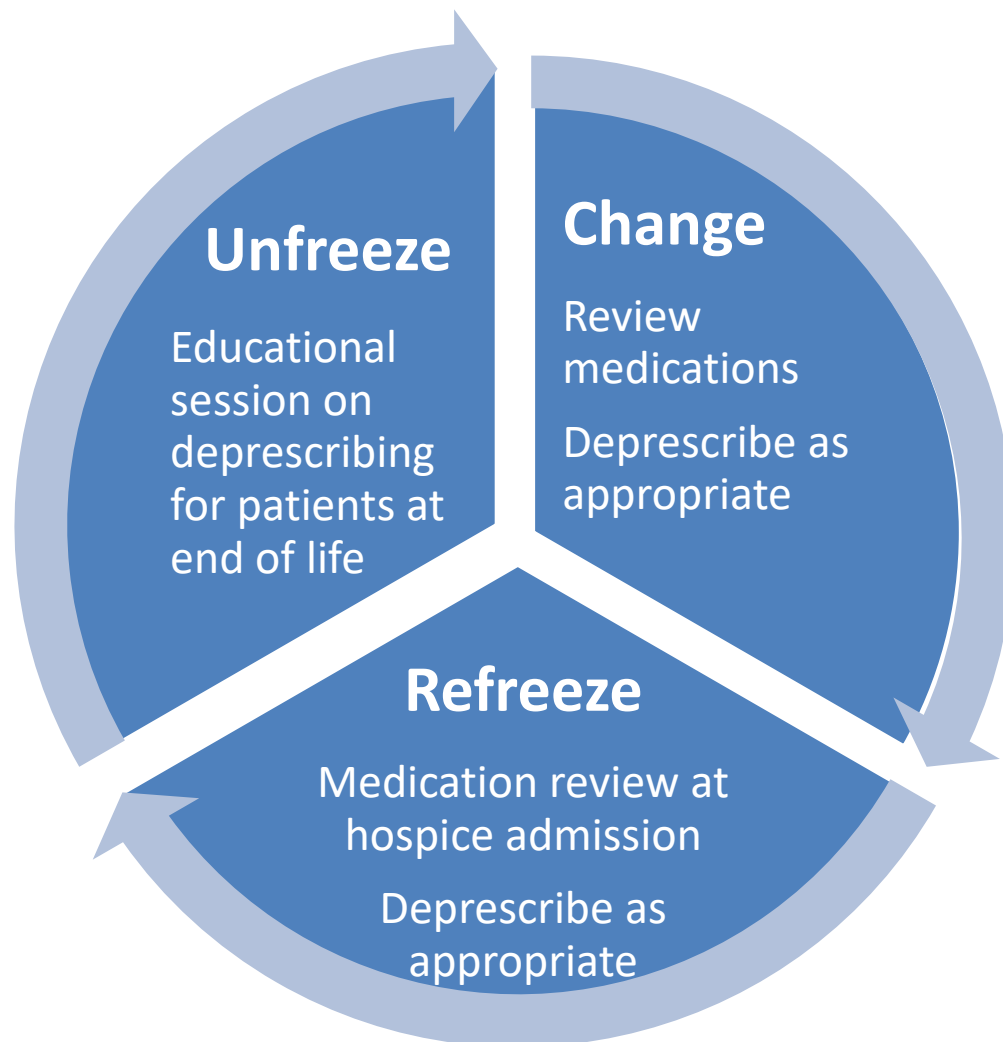 Unfreeze
Educational
session on
deprescribing
for patients at
end of life
Change
Review
medications
Deprescribe as
appropriate
Refreeze
Medication review at
hospice admission
Deprescribe as
appropriate